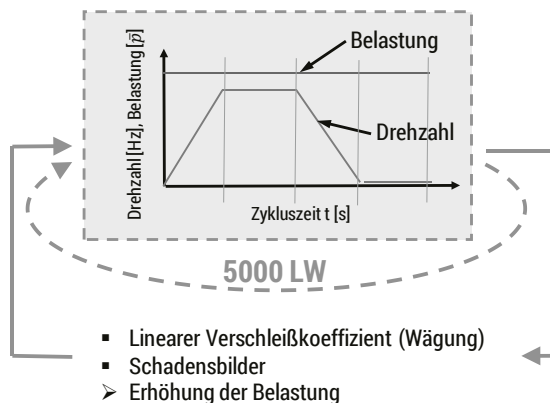 Drehzahl [Hz], Belastung [p̄]
Belastung
Drehzahl
Zykluszeit t [s]
5000 LW
▪ Linearer Verschleißkoeffizient (Wägung)
▪ Schadensbilder
➢ Erhöhung der Belastung